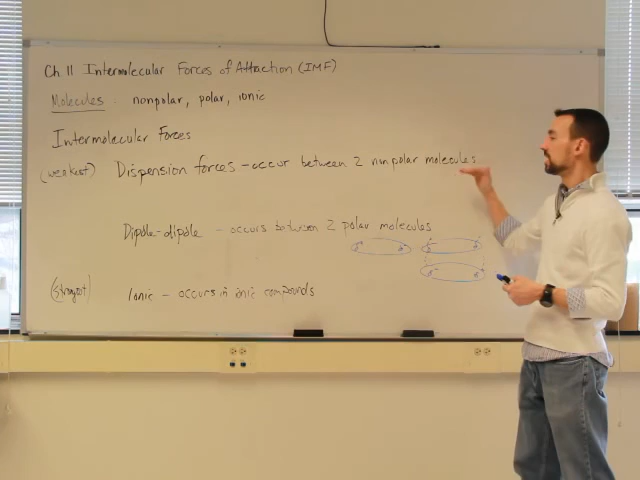 Ch 11 Intermolecular Forces of Attraction (IMF)
Molecules: nonpolar, polar, ionic
Intermolecular Forces
(weakest) Dispersion forces - occur between 2 nonpolar molecules
Dipole-dipole - occurs between 2 polar molecules
(strongest) Ionic - occurs in ionic compounds